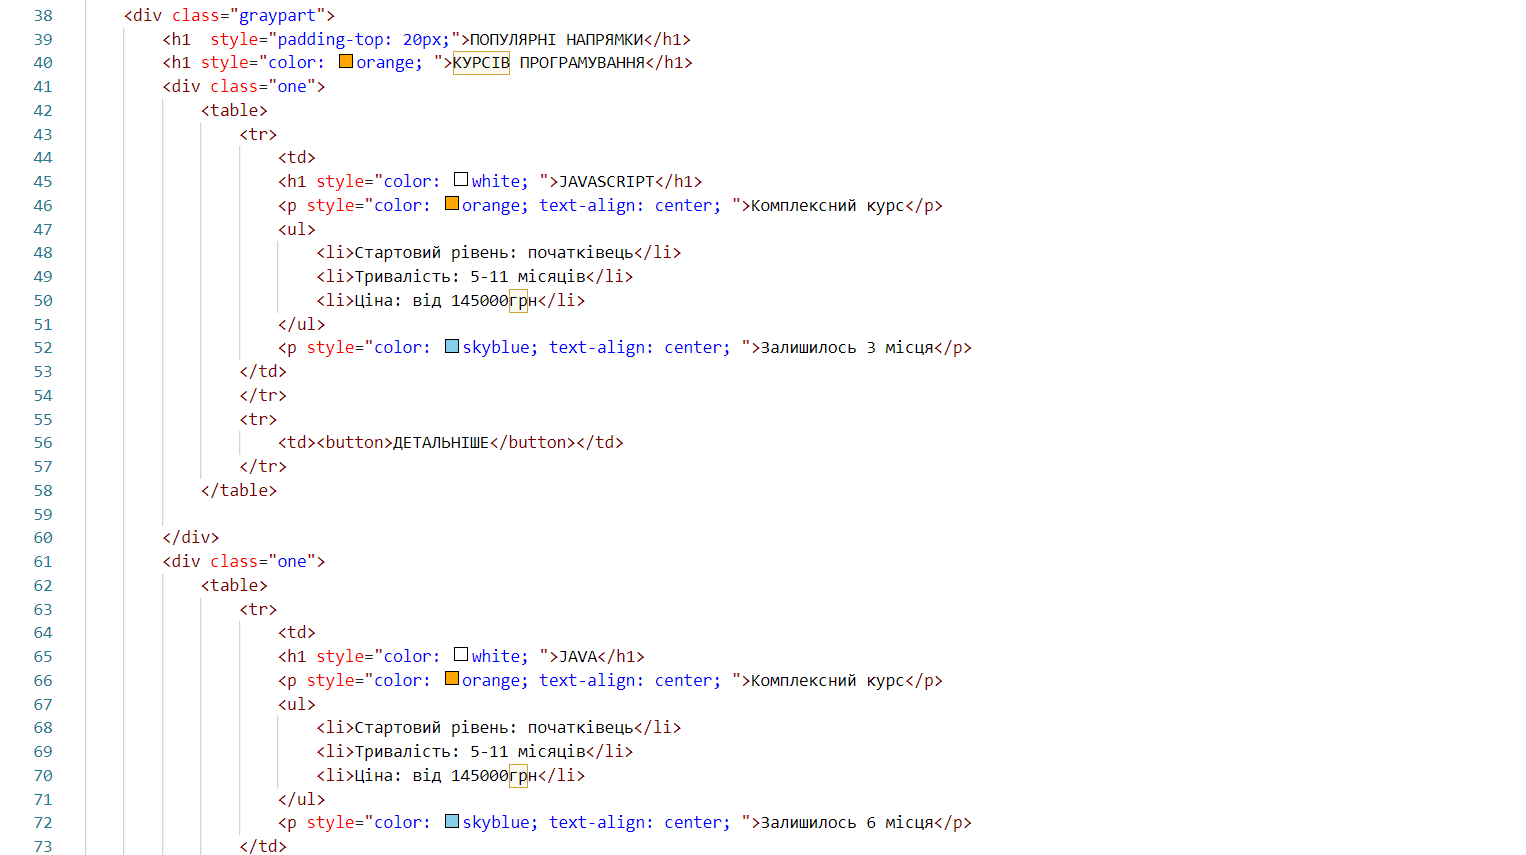 38 <div class="graypart">
39 <h1  style="padding-top: 20px;">ПОПУЛЯРНІ НАПРЯМКИ</h1>
40 <h1 style="color: orange; ">КУРСІВ ПРОГРАМУВАННЯ</h1>
41 <div class="one">
42 <table>
43 <tr>
44 <td>
45 <h1 style="color: white; ">JAVASCRIPT</h1>
46 <p style="color: orange; text-align: center; ">Комплексний курс</p>
47 <ul>
48 <li>Стартовий рівень: початківець</li>
49 <li>Тривалість: 5-11 місяців</li>
50 <li>Ціна: від 145000грн</li>
51 </ul>
52 <p style="color: skyblue; text-align: center; ">Залишилось 3 місця</p>
53 </td>
54 </tr>
55 <tr>
56 <td><button>ДЕТАЛЬНІШЕ</button></td>
57 </tr>
58 </table>
59
60 </div>
61 <div class="one">
62 <table>
63 <tr>
64 <td>
65 <h1 style="color: white; ">JAVA</h1>
66 <p style="color: orange; text-align: center; ">Комплексний курс</p>
67 <ul>
68 <li>Стартовий рівень: початківець</li>
69 <li>Тривалість: 5-11 місяців</li>
70 <li>Ціна: від 145000грн</li>
71 </ul>
72 <p style="color: skyblue; text-align: center; ">Залишилось 6 місця</p>
73 </td>